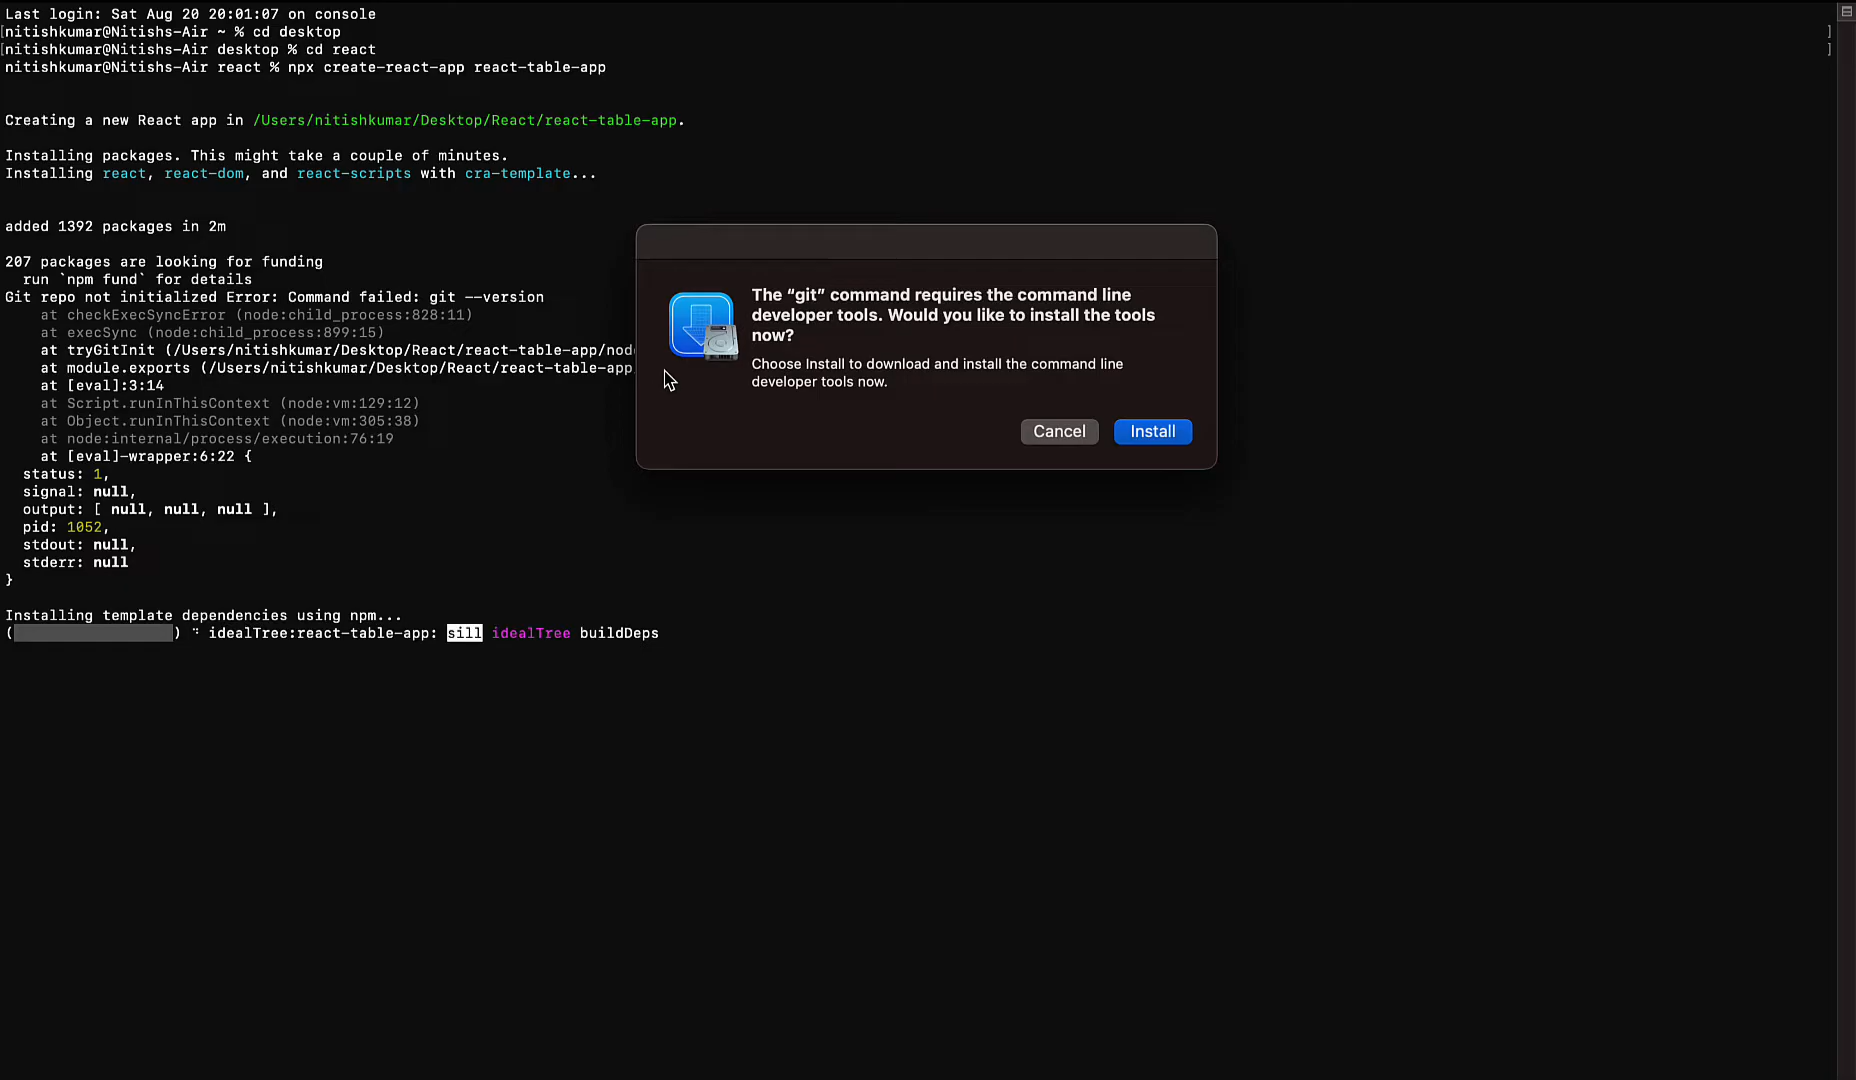 Last login: Sat Aug 20 20:01:07 on console
[nitishkumar@Nitishs-Air ~ % cd desktop ]
[nitishkumar@Nitishs-Air desktop % cd react ]
nitishkumar@Nitishs-Air react % npx create-react-app react-table-app
Creating a new React app in /Users/nitishkumar/Desktop/React/react-table-app.
Installing packages. This might take a couple of minutes.
Installing react, react-dom, and react-scripts with cra-template...
added 1392 packages in 2m
207 packages are looking for funding
run `npm fund` for details
Git repo not initialized Error: Command failed: git --version
at checkExecSyncError (node:child_process:828:11)
at execSync (node:child_process:899:15)
at tryGitInit (/Users/nitishkumar/Desktop/React/react-table-app/nod
at module.exports (/Users/nitishkumar/Desktop/React/react-table-app
at [eval]:3:14
at Script.runInThisContext (node:vm:129:12)
at Object.runInThisContext (node:vm:305:38)
at node:internal/process/execution:76:19
at [eval]-wrapper:6:22 {
status: 1,
signal: null,
output: [ null, null, null ],
pid: 1052,
stdout: null,
stderr: null
}
Installing template dependencies using npm...
( ) ⠙ idealTree:react-table-app: sill idealTree buildDeps
The “git” command requires the command line
developer tools. Would you like to install the tools
now?
Choose Install to download and install the command line
developer tools now.
Cancel
Install